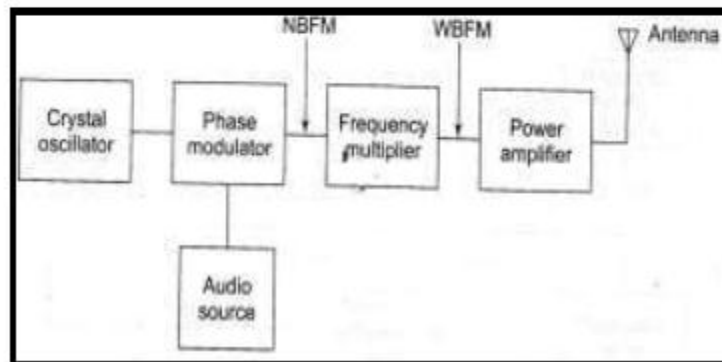 NBFM
WBFM
Antenna
Crystal
oscillator
Phase
modulator
Frequency
multiplier
Power
amplifier
Audio
source